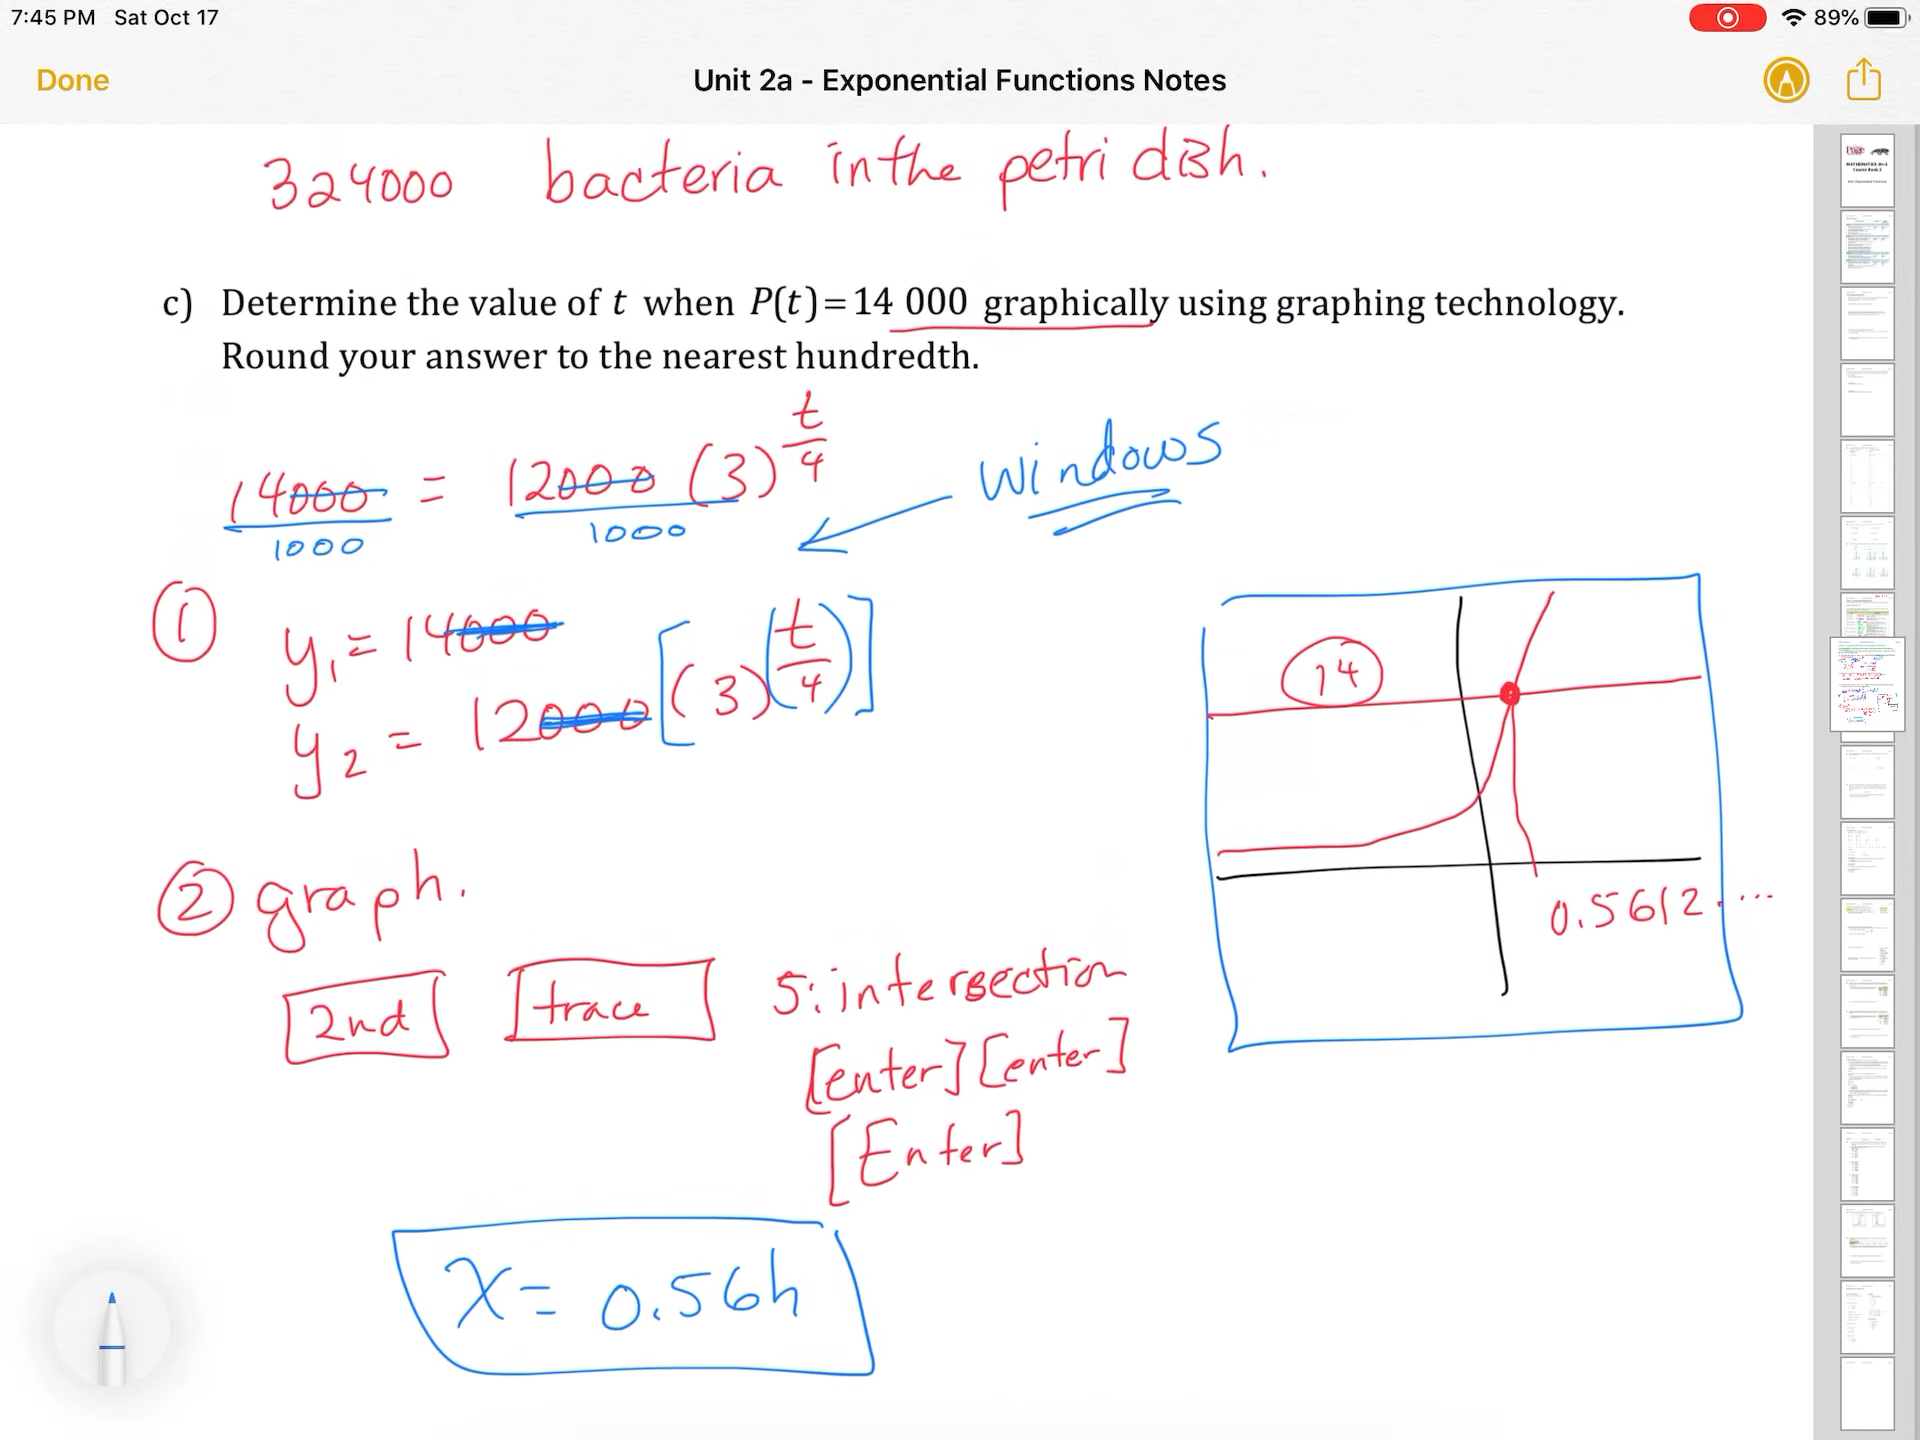 7:45 PM Sat Oct 17
89%
Done
Unit 2a - Exponential Functions Notes
324000 bacteria in the petri dish.
c) Determine the value of t when P(t)=14 000 graphically using graphing technology.
Round your answer to the nearest hundredth.
14000/1000 = 12000(3)^(t/4)/1000
Windows
① y₁ = 14000
y₂ = 12000[(3)^(t/4)]
14
0.5612....
② graph.
2nd trace 5: intersection
[enter] [enter]
[Enter]
x = 0.56h